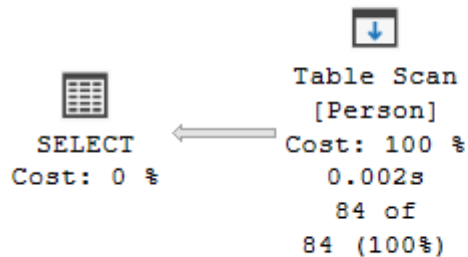 SELECT
Cost: 0 %
Table Scan
[Person]
Cost: 100 %
0.002s
84 of
84 (100%)